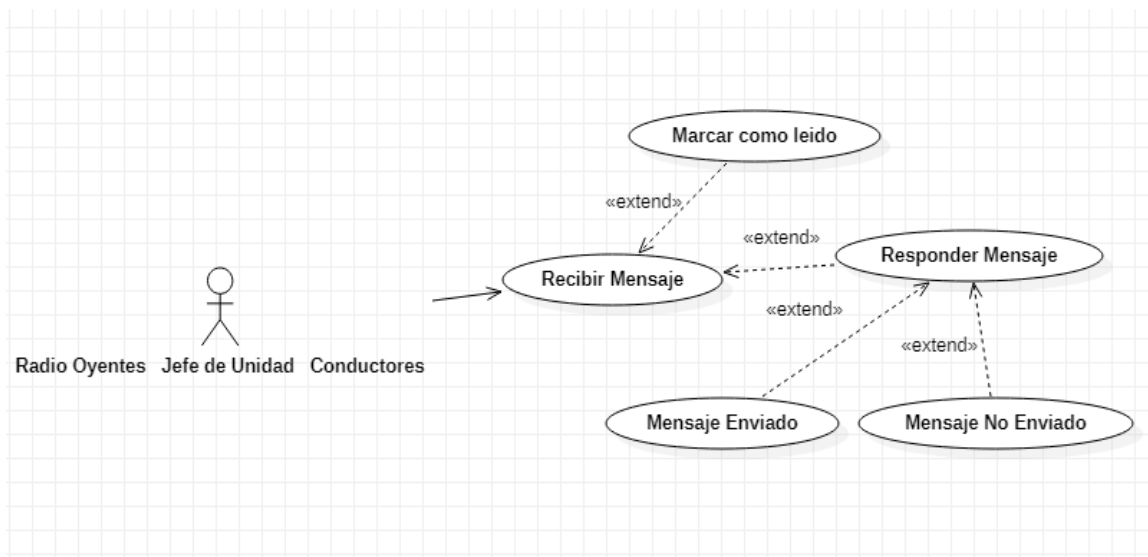 Marcar como leido
«extend»
«extend»
Responder Mensaje
Recibir Mensaje
«extend»
«extend»
Radio Oyentes   Jefe de Unidad   Conductores
Mensaje Enviado
Mensaje No Enviado